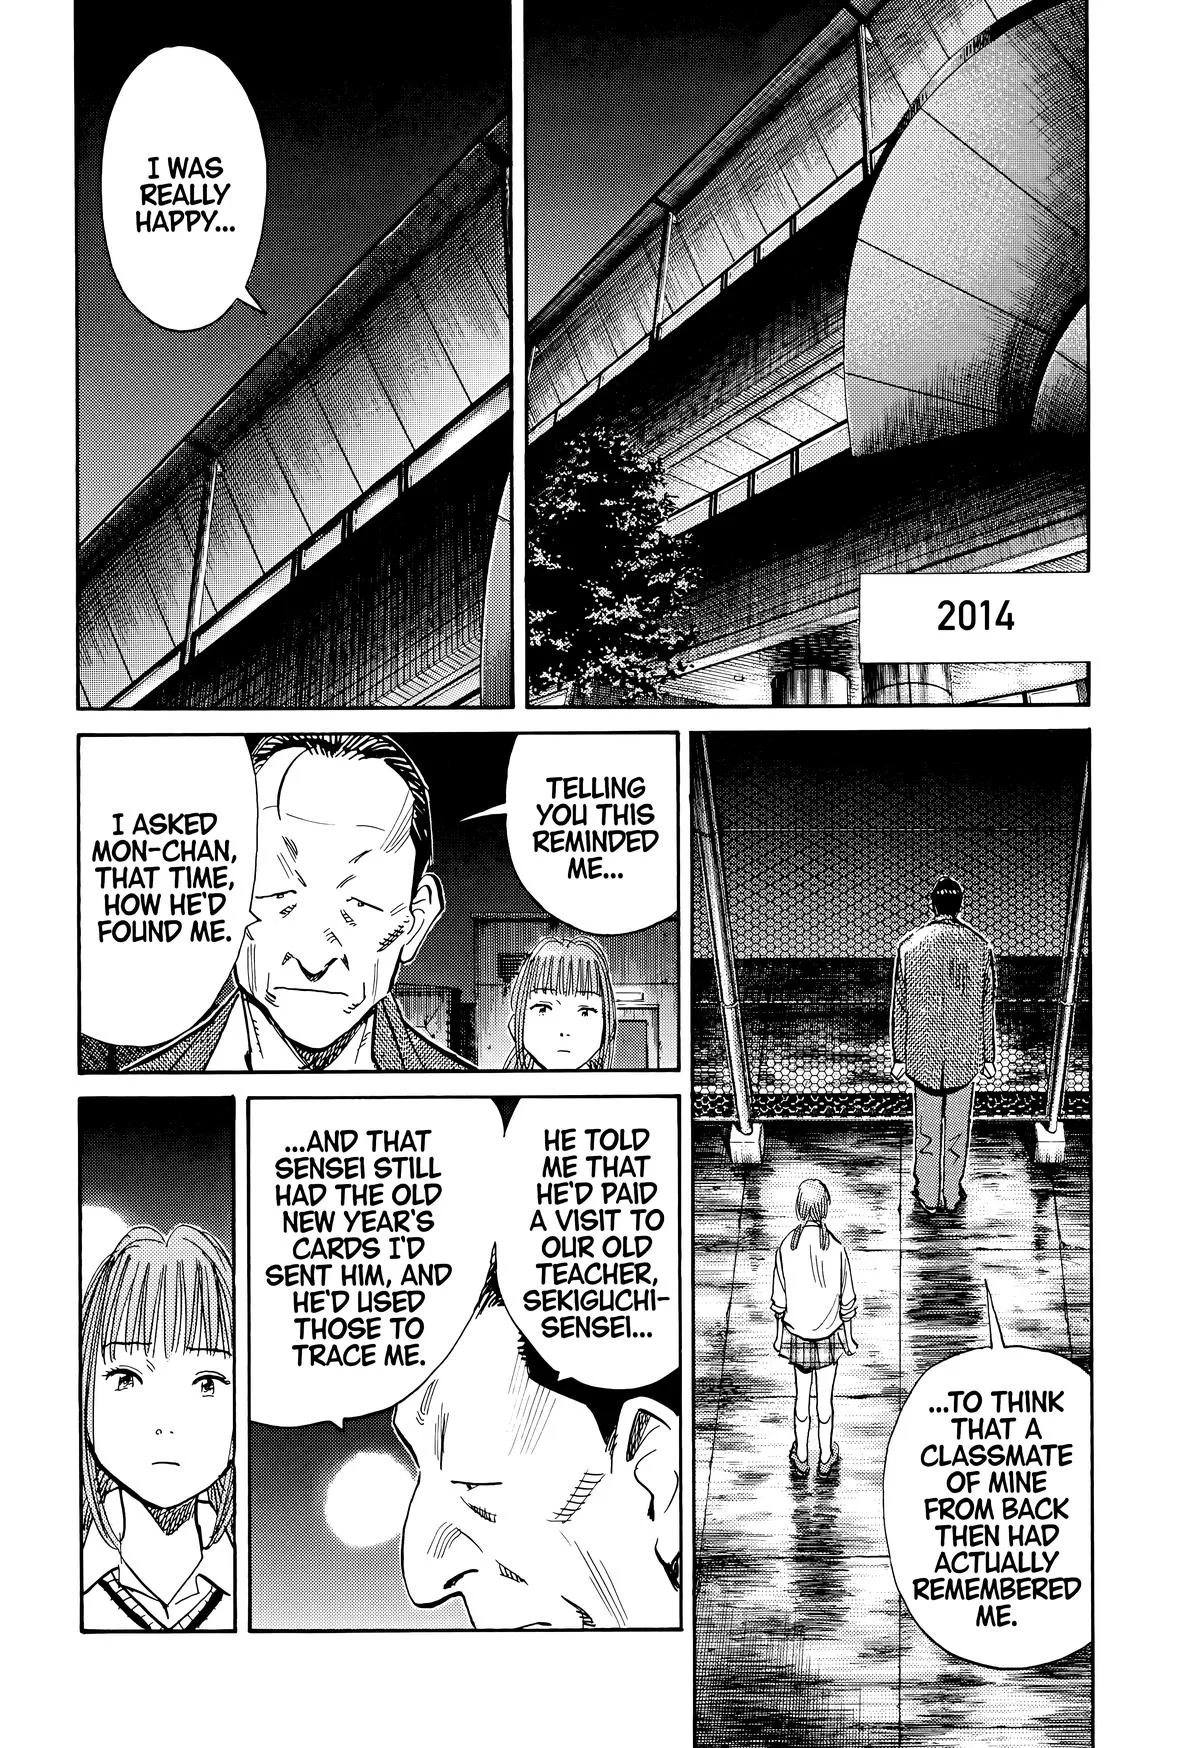 2014
I WAS
REALLY
HAPPY...
...TO THINK
THAT A
CLASSMATE
OF MINE
FROM BACK
THEN HAD
ACTUALLY
REMEMBERED
ME.
TELLING
YOU THIS
REMINDED
ME...
I ASKED
MON-CHAN,
THAT TIME,
HOW HE'D
FOUND ME.
HE TOLD
ME THAT
HE'D PAID
A VISIT TO
OUR OLD
TEACHER,
SEKIGUCHI-
SENSEI...
...AND THAT
SENSEI STILL
HAD THE OLD
NEW YEAR'S
CARDS I'D
SENT HIM, AND
HE'D USED
THOSE TO
TRACE ME.